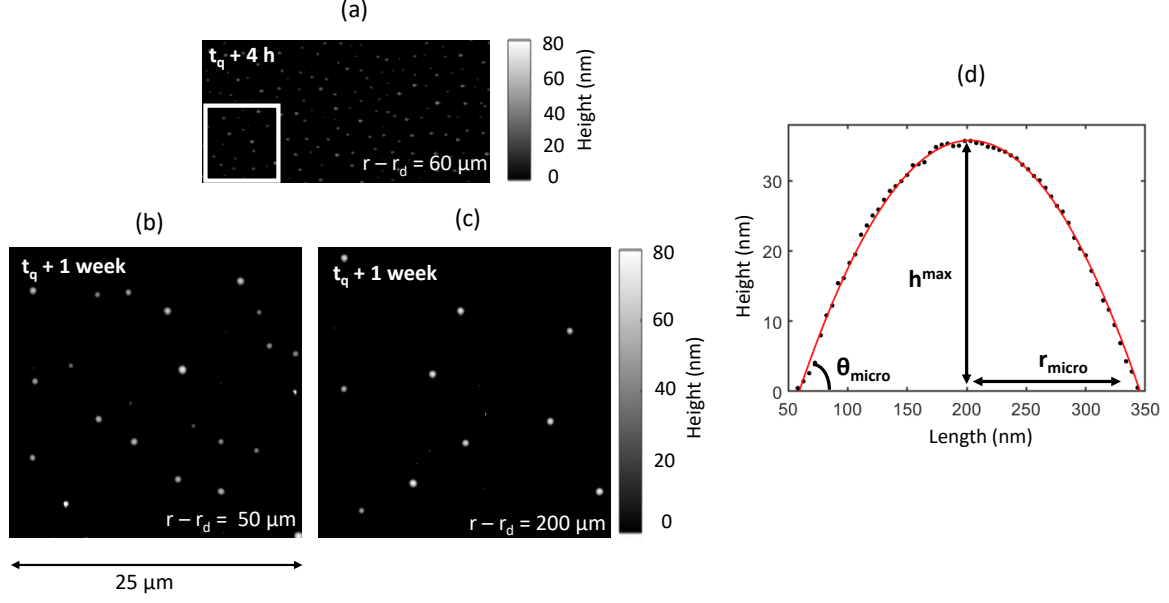 (a)
t_q + 4 h
r – r_d = 60 µm
80
60
40
20
0
Height (nm)
(b)
t_q + 1 week
r – r_d = 50 µm
25 µm
(c)
t_q + 1 week
r – r_d = 200 µm
80
60
40
20
0
Height (nm)
(d)
Height (nm)
30
20
10
0
h^max
θ_micro
r_micro
50 100 150 200 250 300 350
Length (nm)